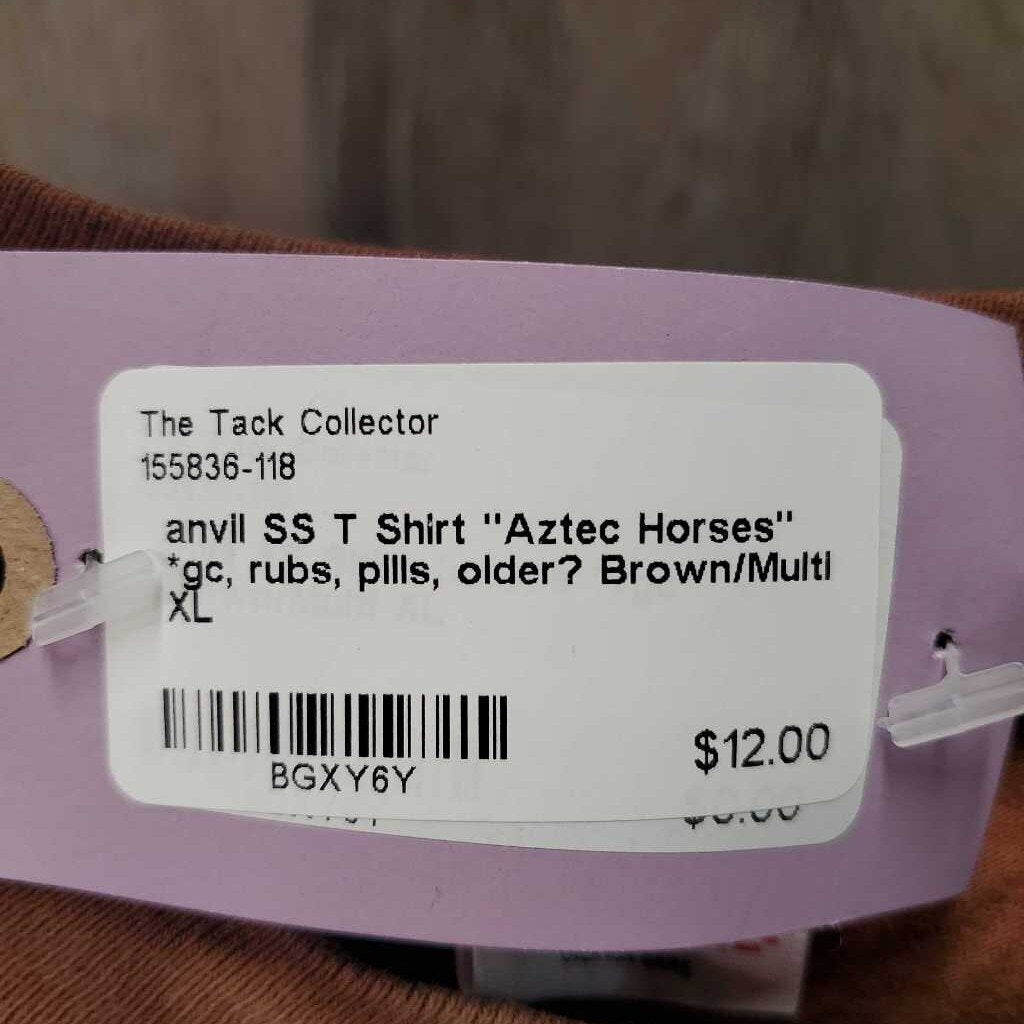 The Tack Collector
155836-118
anvil SS T Shirt "Aztec Horses"
*gc, rubs, pills, older? Brown/Multi
XL
BGXY6Y
$12.00